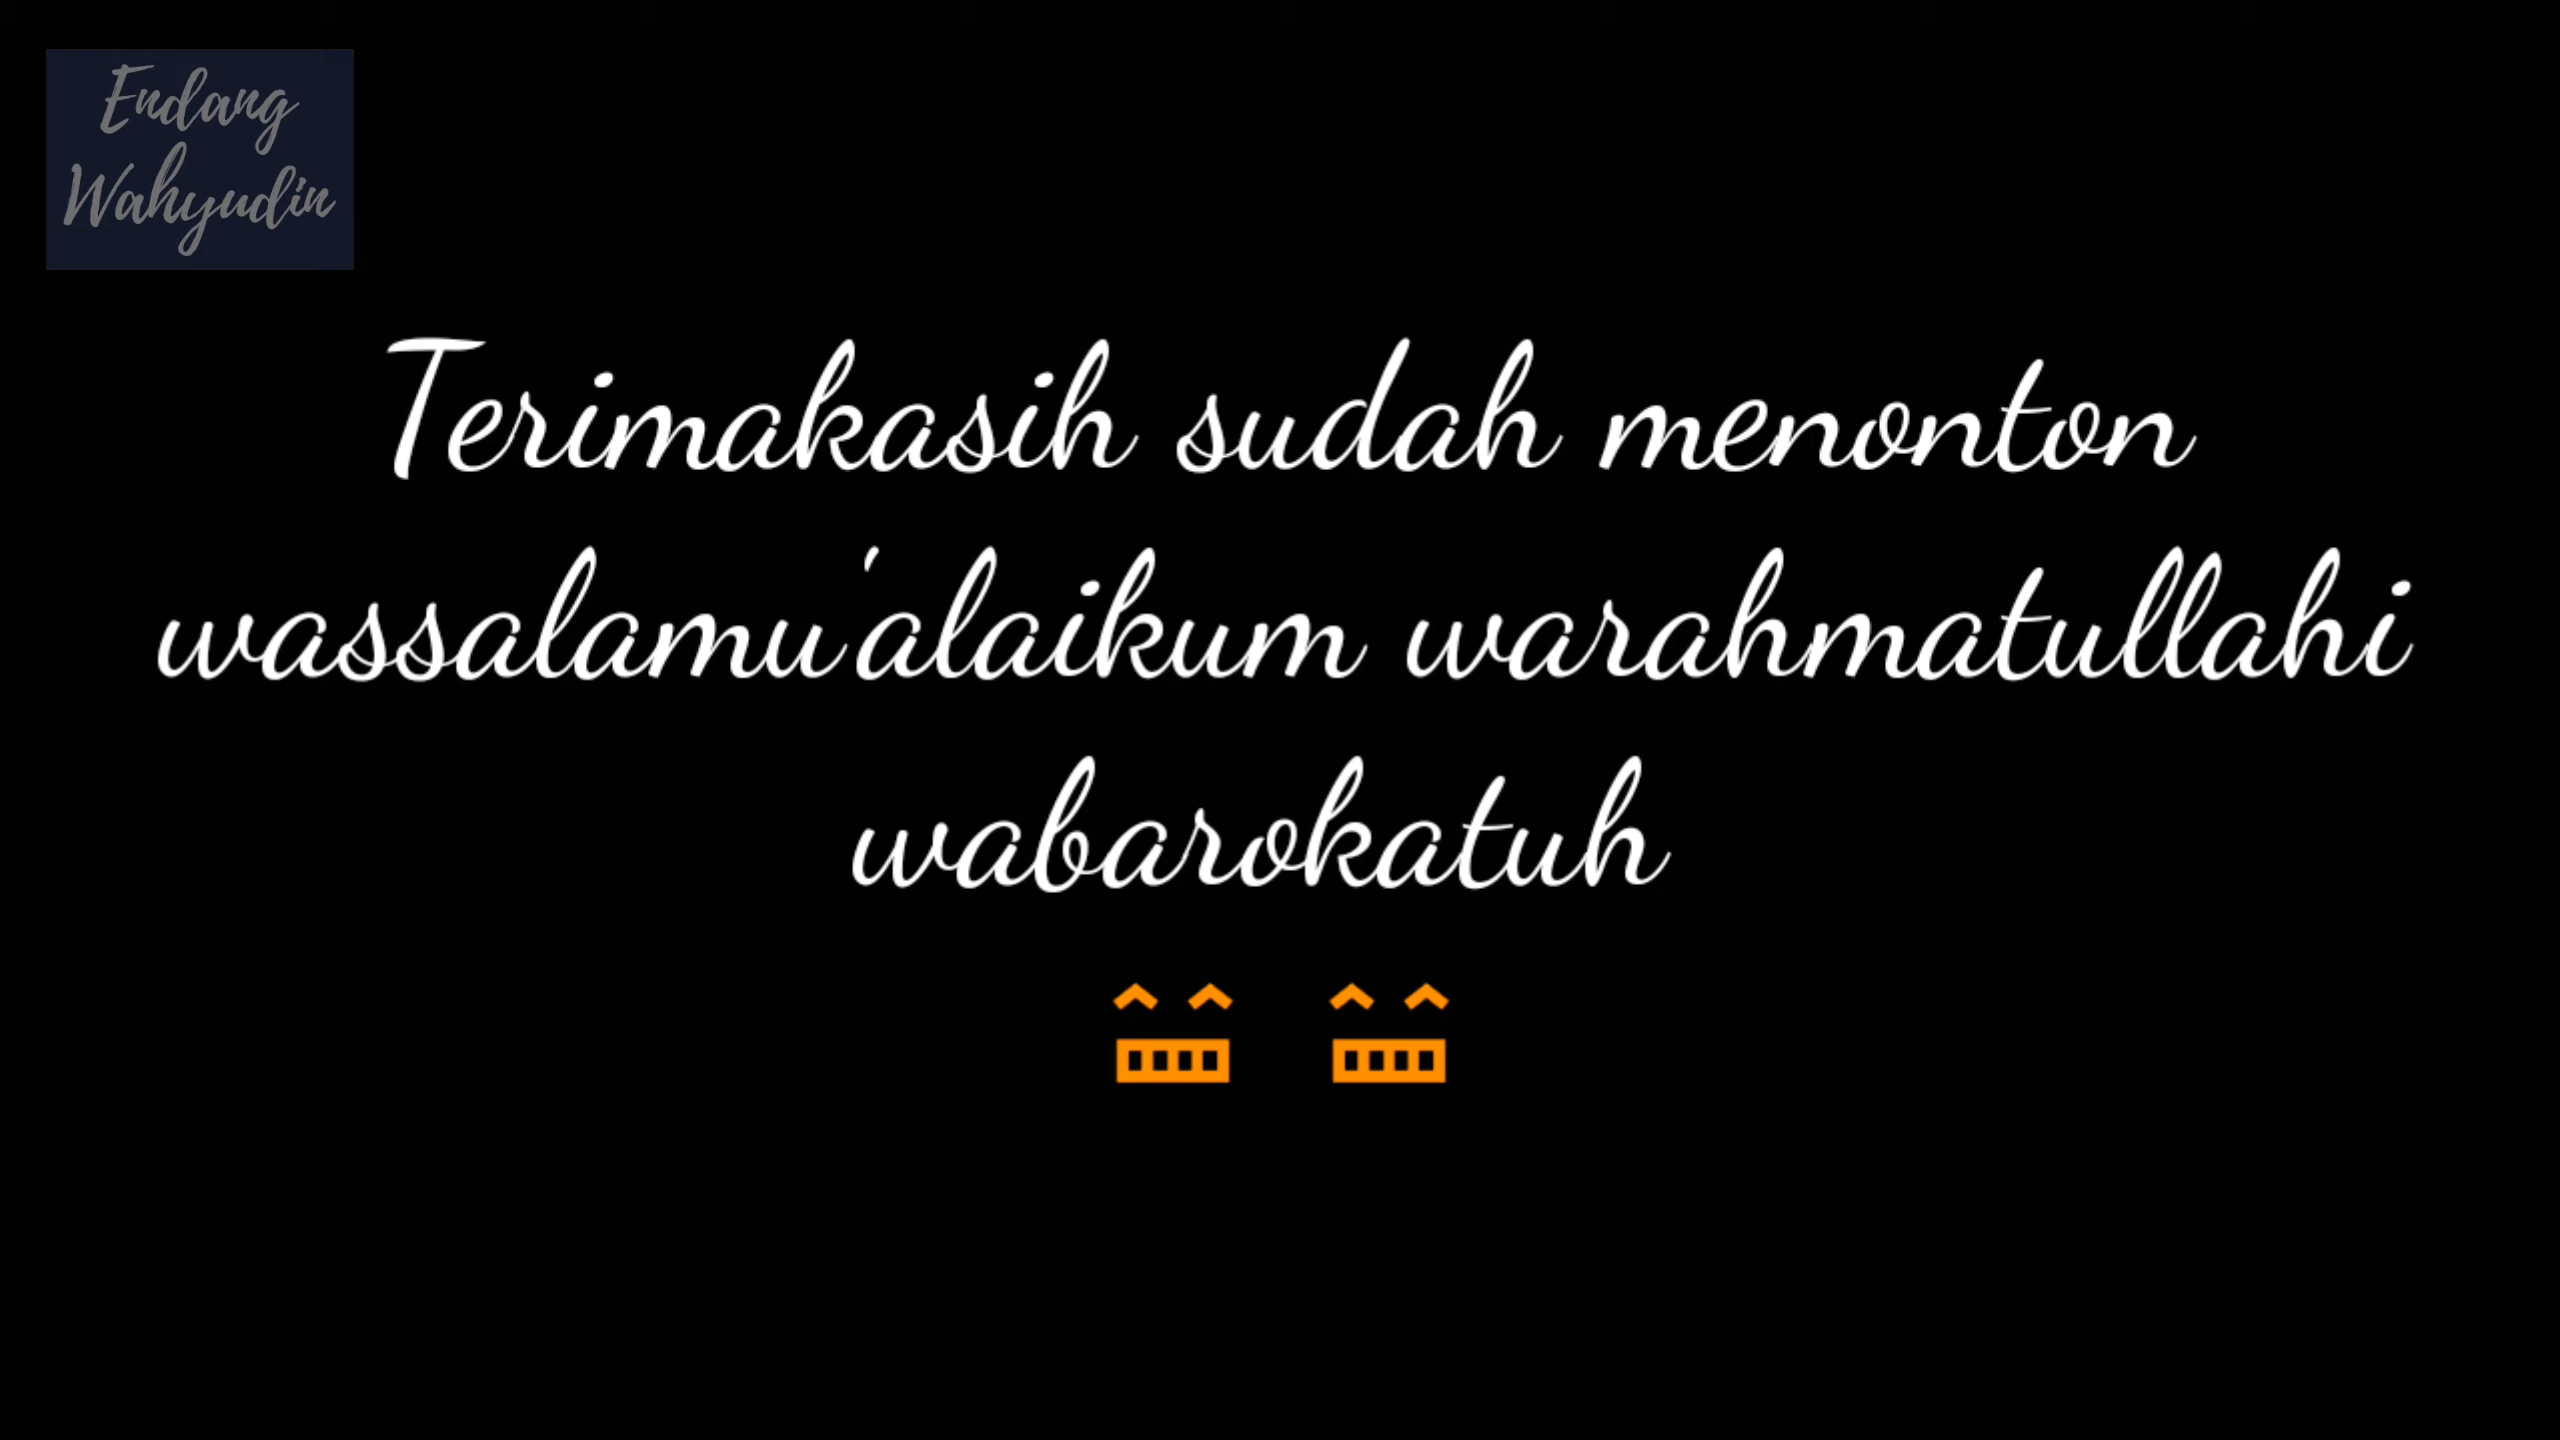 Endang
Wahyudin
Terimakasih sudah menonton
wassalamu'alaikum warahmatullahi
wabarokatuh